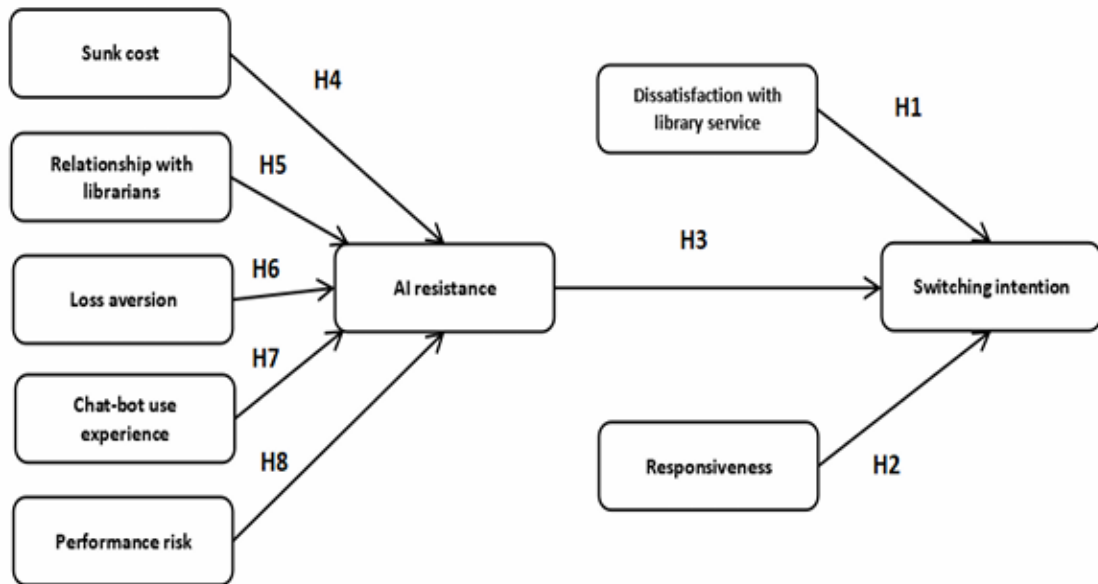 Sunk cost
H4
Relationship with
librarians
H5
Loss aversion
H6
Chat-bot use
experience
H7
Performance risk
H8
AI resistance
H3
Dissatisfaction with
library service
H1
Switching intention
Responsiveness
H2